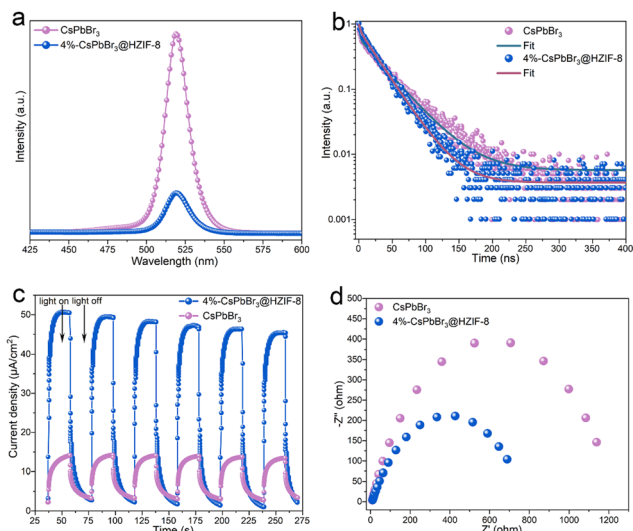 a
CsPbBr3
4%-CsPbBr3@HZIF-8
Intensity (a.u.)
425 450 475 500 525 550 575 600
Wavelength (nm)
b
CsPbBr3
Fit
4%-CsPbBr3@HZIF-8
Fit
Intensity (a.u.)
1
0.1
0.01
0.001
0 50 100 150 200 250 300 350 400
Time (ns)
c
light on light off
4%-CsPbBr3@HZIF-8
CsPbBr3
Current density (µA/cm²)
50
40
30
20
10
0
25 50 75 100 125 150 175 200 225 250 275
Time (s)
d
CsPbBr3
4%-CsPbBr3@HZIF-8
-Z" (ohm)
-500
-450
-400
-350
-300
-250
-200
-150
-100
-50
0
0 200 400 600 800 1000 1200
Z' (ohm)